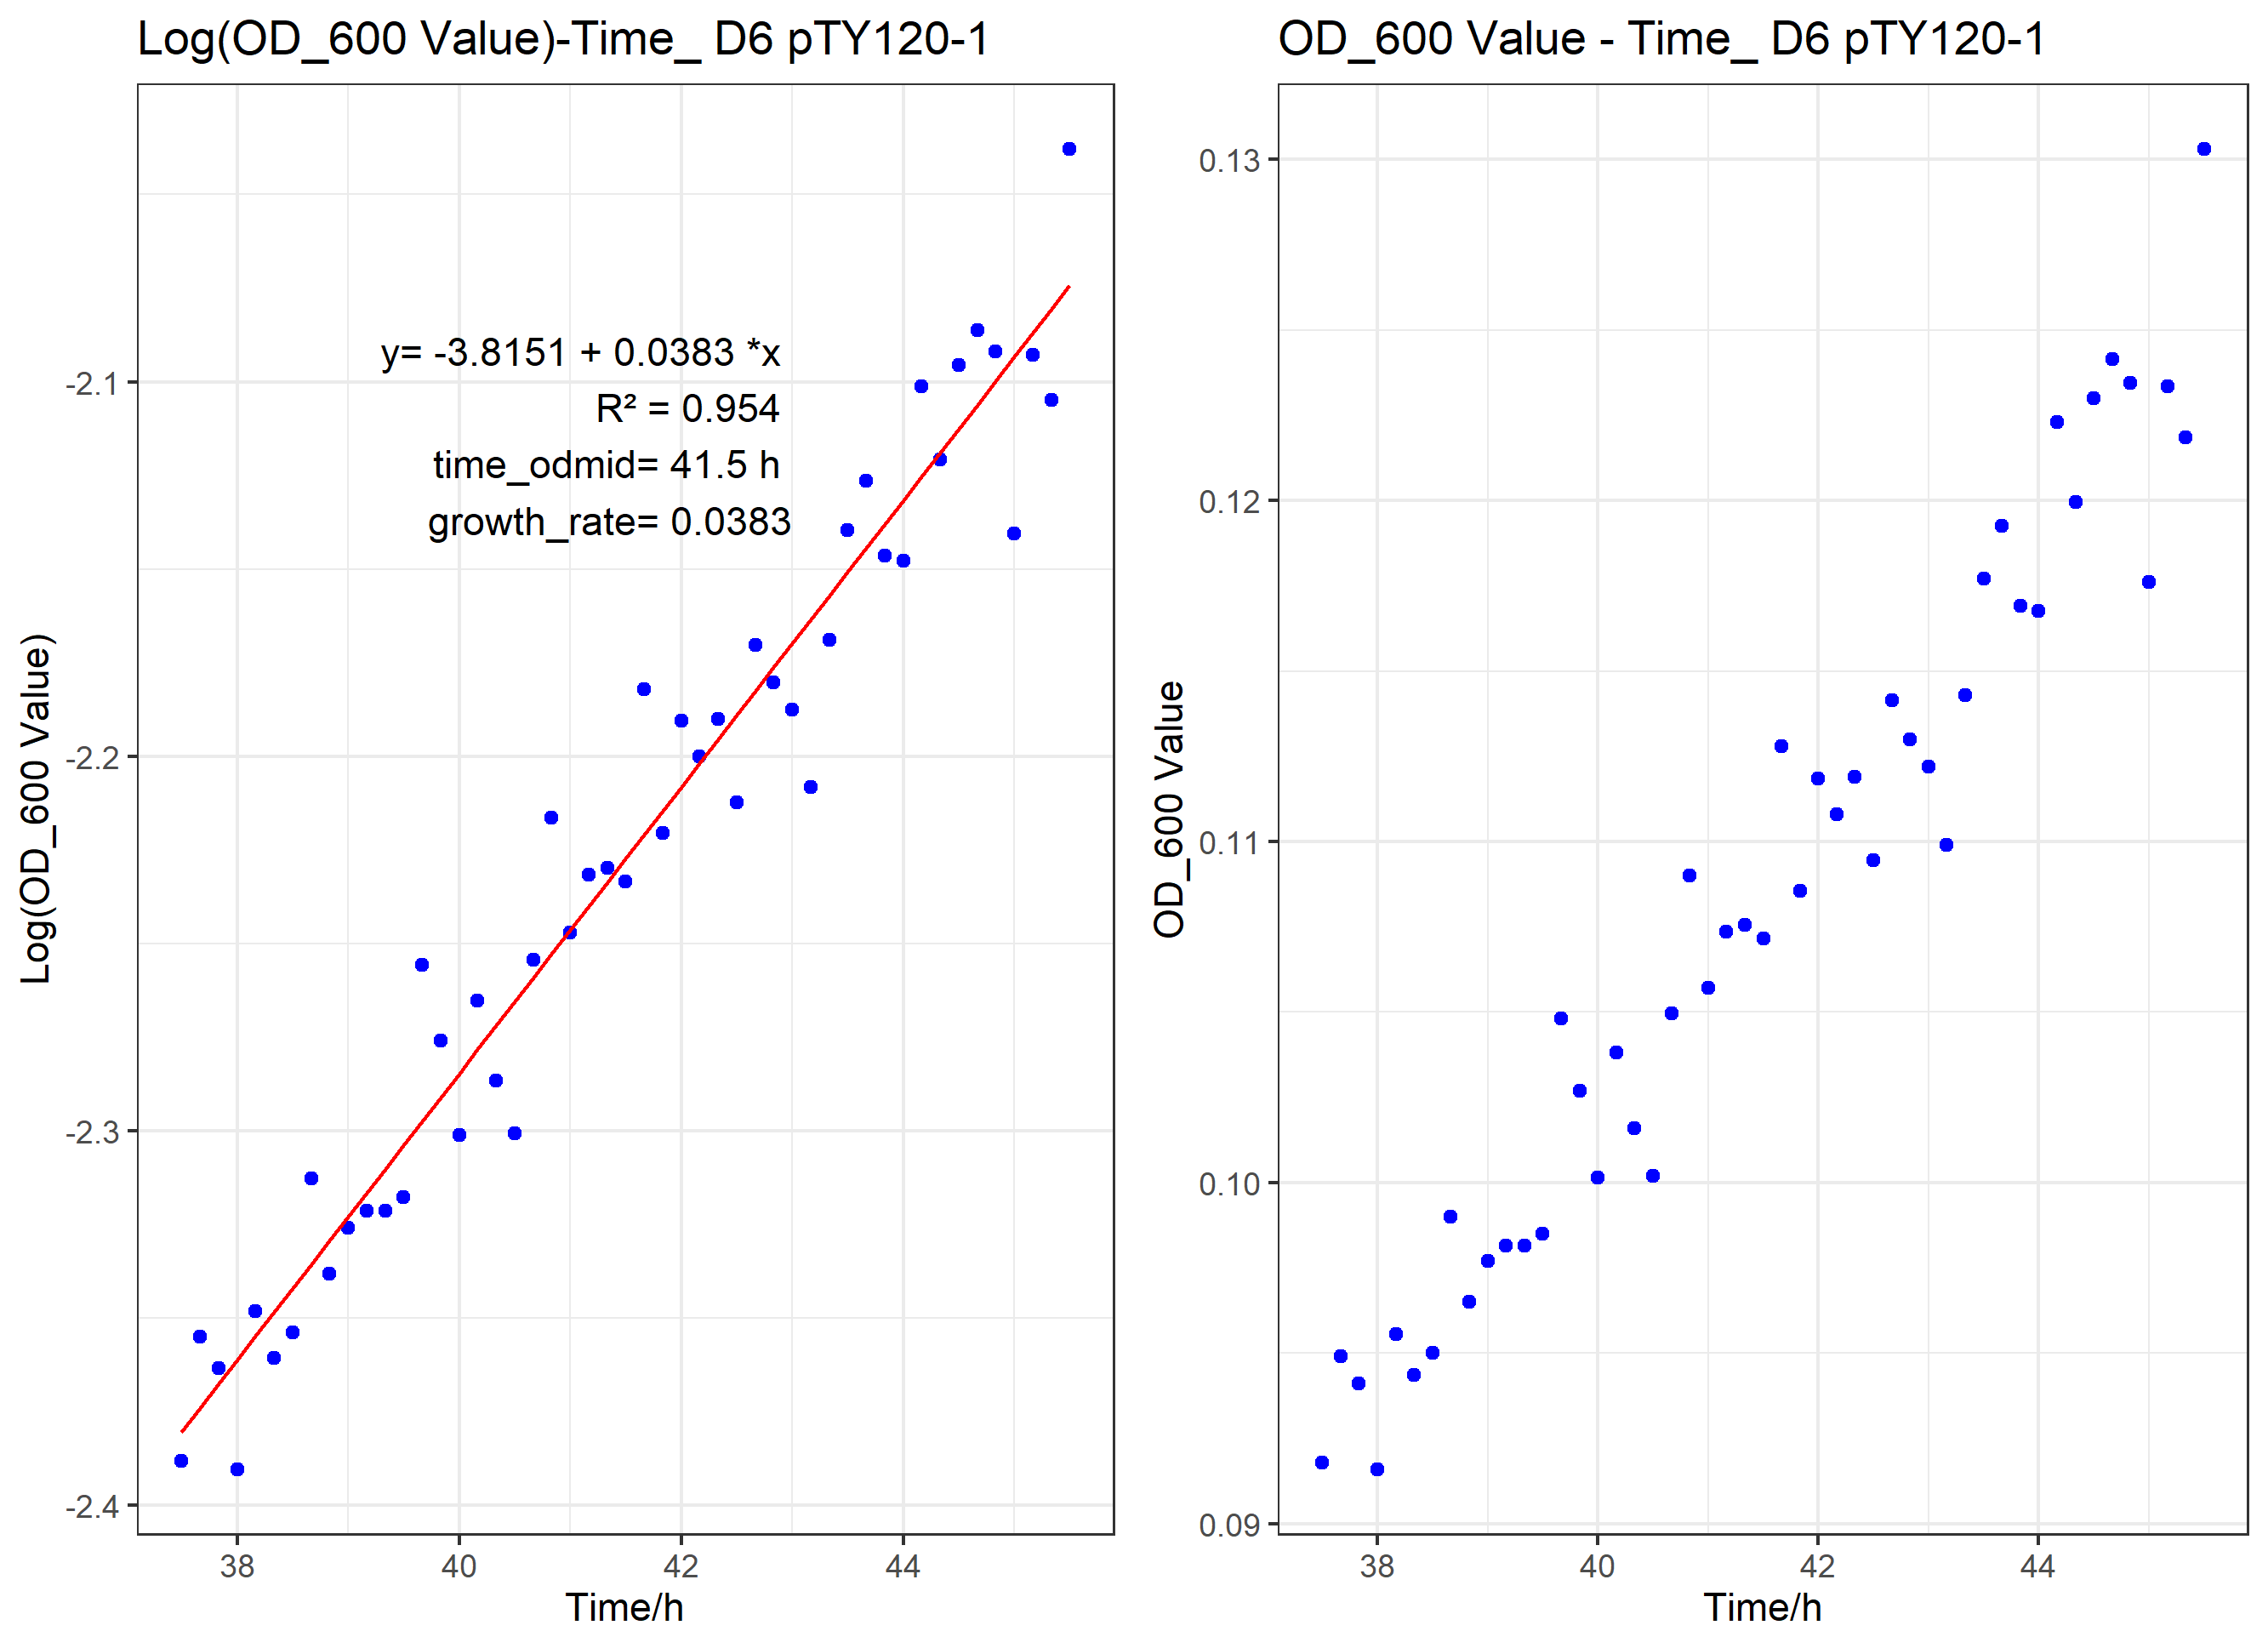 Log(OD_600 Value)-Time_ D6 pTY120-1
y= -3.8151 + 0.0383 *x
R² = 0.954
time_odmid= 41.5 h
growth_rate= 0.0383
Log(OD_600 Value)
-2.1
-2.2
-2.3
-2.4
38 40 42 44
Time/h
OD_600 Value - Time_ D6 pTY120-1
OD_600 Value
0.13
0.12
0.11
0.10
0.09
38 40 42 44
Time/h